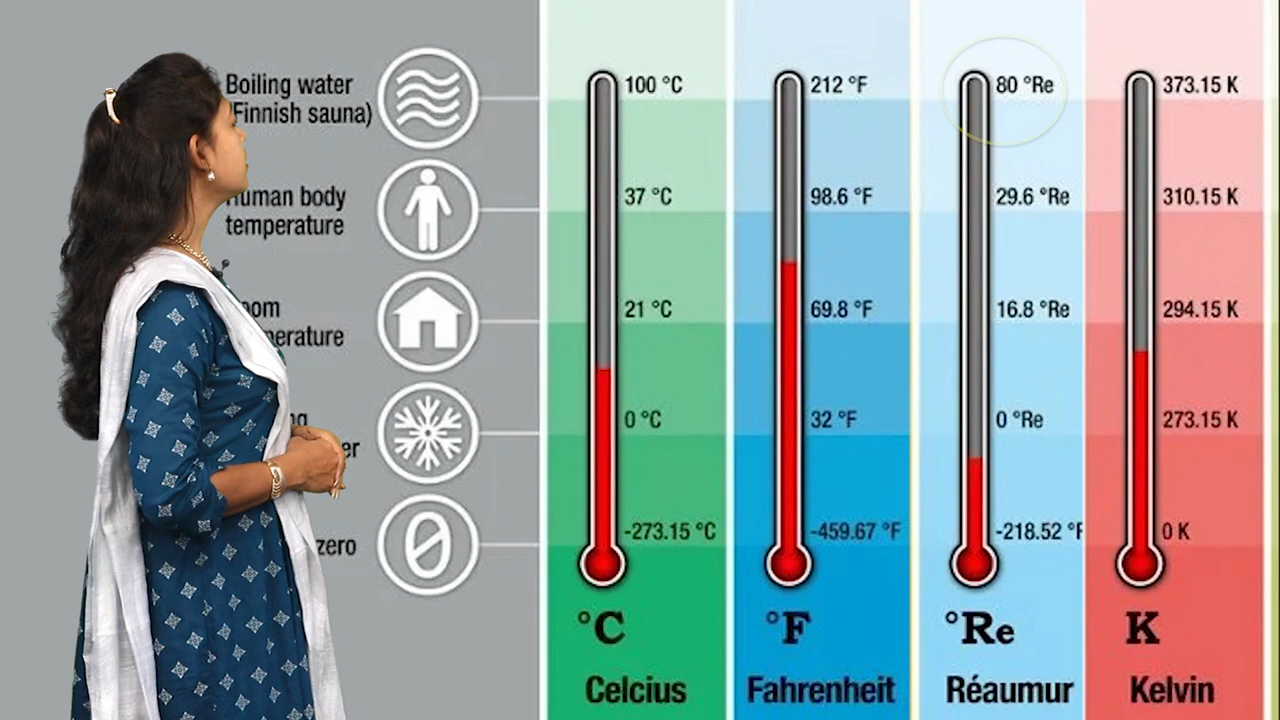 Boiling water
(Finnish sauna)
100 °C
212 °F
80 °Re
373.15 K
Human body
temperature
37 °C
98.6 °F
29.6 °Re
310.15 K
21 °C
69.8 °F
16.8 °Re
294.15 K
0 °C
32 °F
0 °Re
273.15 K
zero
0
-273.15 °C
-459.67 °F
-218.52 °F
0 K
°C
°F
°Re
K
Celcius
Fahrenheit
Réaumur
Kelvin